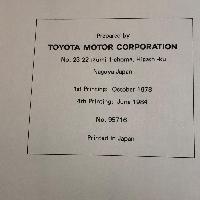 Prepared by
TOYOTA MOTOR CORPORATION
No. 23-22 Izumi 1-chome, Higashi-ku
Nagoya Japan
1st Printing: October 1978
4th Printing: June 1984
No. 95716
Printed in Japan